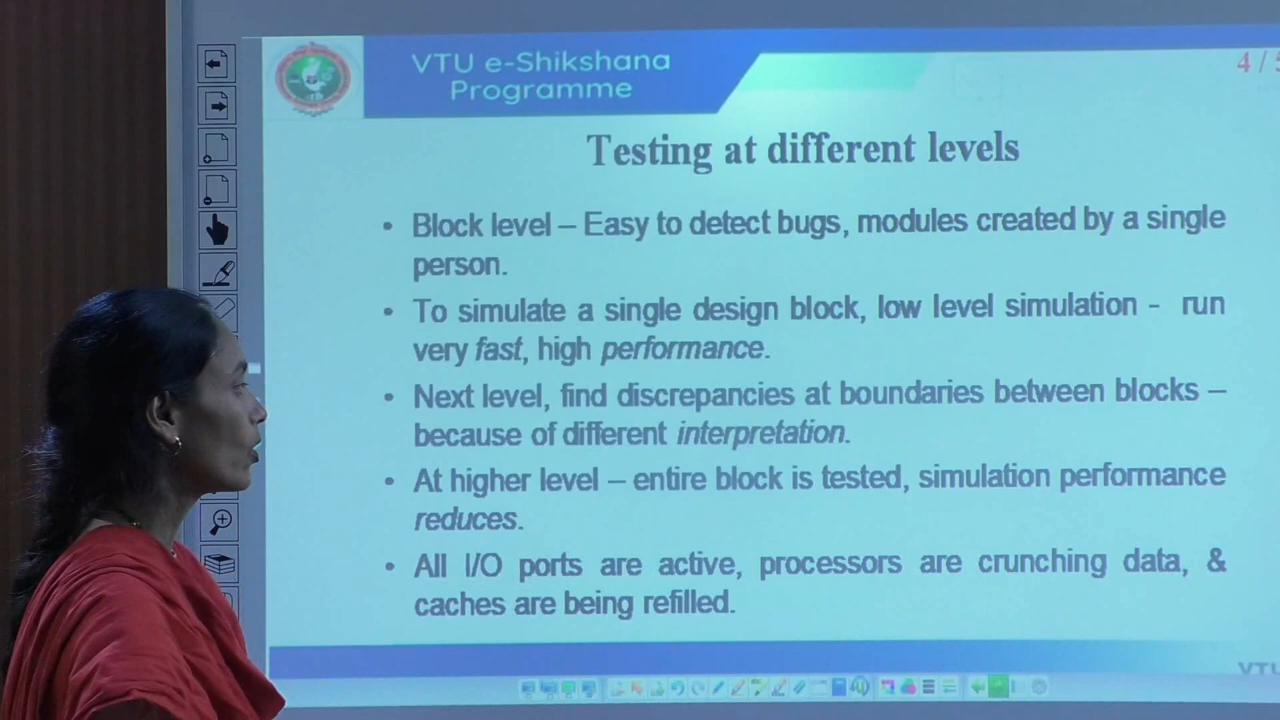 VTU e-Shikshana
Programme
4 /
Testing at different levels
• Block level – Easy to detect bugs, modules created by a single
person.
• To simulate a single design block, low level simulation - run
very fast, high performance.
• Next level, find discrepancies at boundaries between blocks –
because of different interpretation.
• At higher level – entire block is tested, simulation performance
reduces.
• All I/O ports are active, processors are crunching data, &
caches are being refilled.
VTU